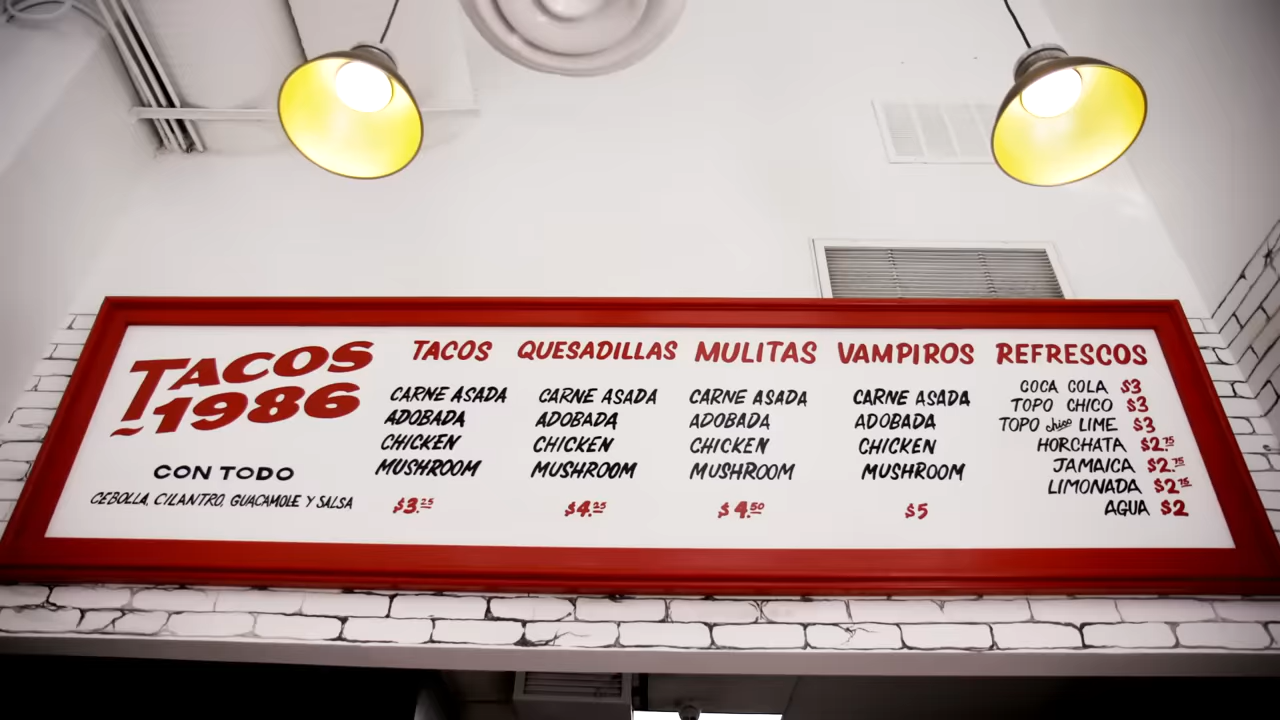 TACOS
1986
CON TODO
CEBOLLA, CILANTRO, GUACAMOLE Y SALSA
TACOS
CARNE ASADA
ADOBADA
CHICKEN
MUSHROOM
$3.25
QUESADILLAS
CARNE ASADA
ADOBADA
CHICKEN
MUSHROOM
$4.25
MULITAS
CARNE ASADA
ADOBADA
CHICKEN
MUSHROOM
$4.50
VAMPIROS
CARNE ASADA
ADOBADA
CHICKEN
MUSHROOM
$5
REFRESCOS
COCA COLA $3
TOPO CHICO $3
TOPO chico LIME $3
HORCHATA $2.75
JAMAICA $2.75
LIMONADA $2.75
AGUA $2